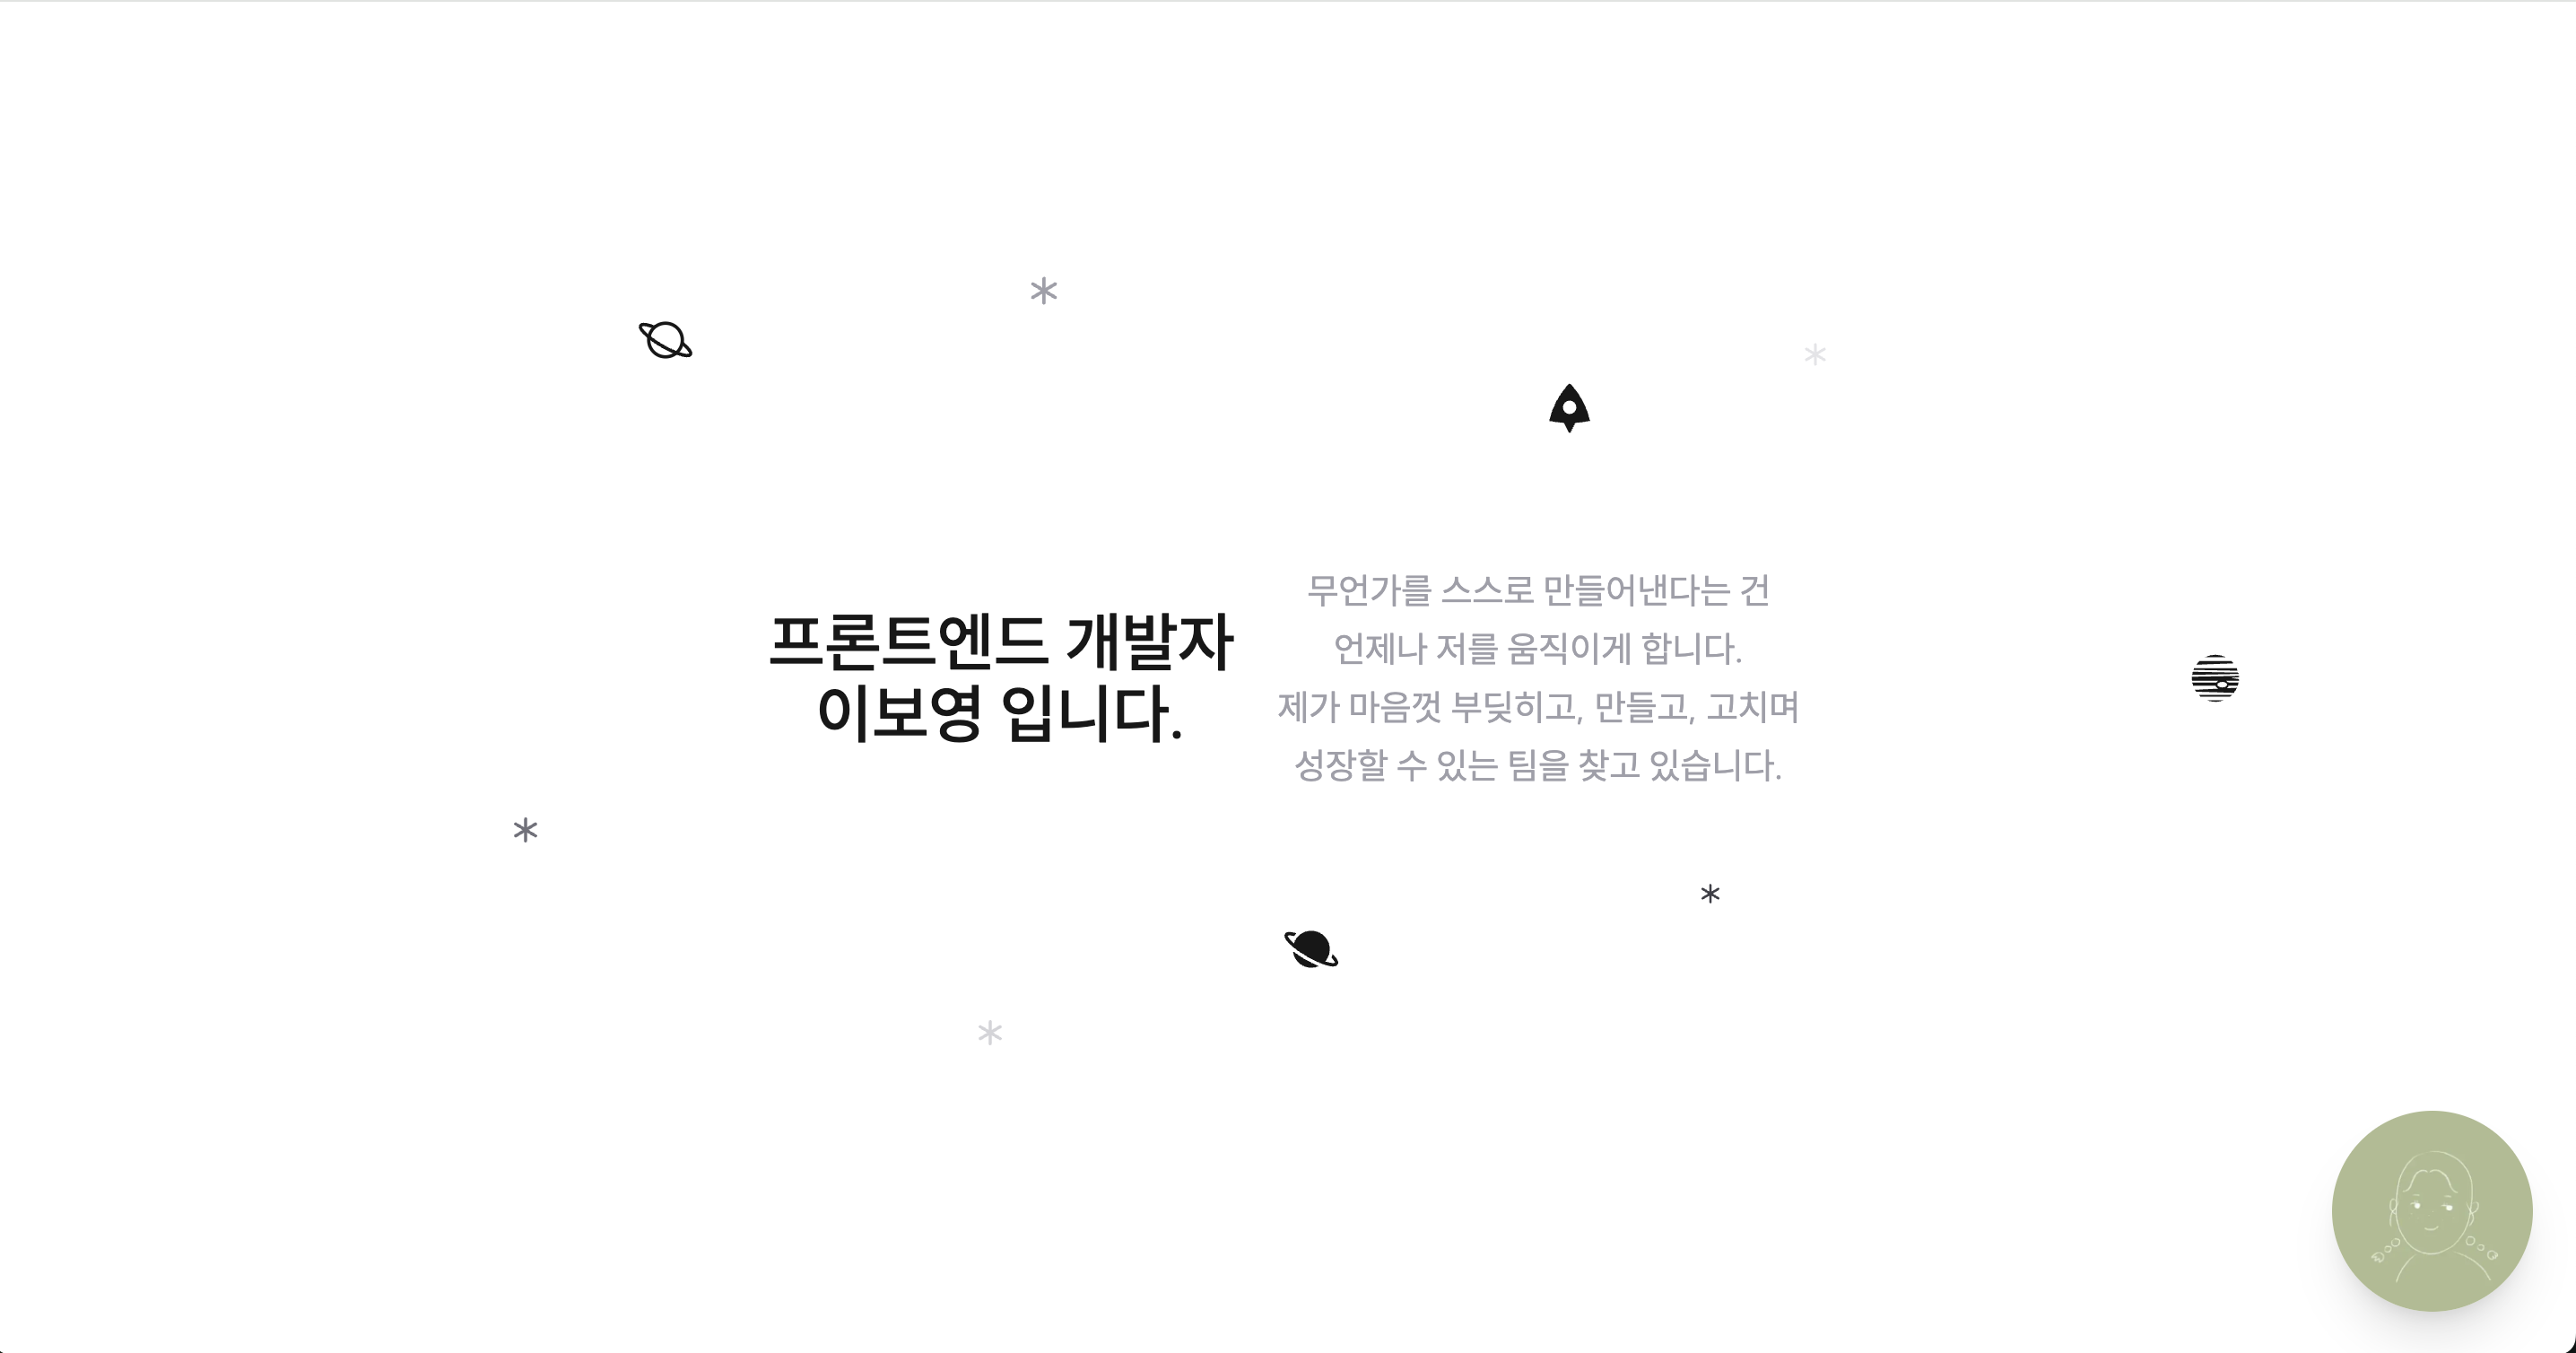 프론트엔드 개발자
이보영 입니다.
무언가를 스스로 만들어낸다는 건
언제나 저를 움직이게 합니다.
제가 마음껏 부딪히고, 만들고, 고치며
성장할 수 있는 팀을 찾고 있습니다.